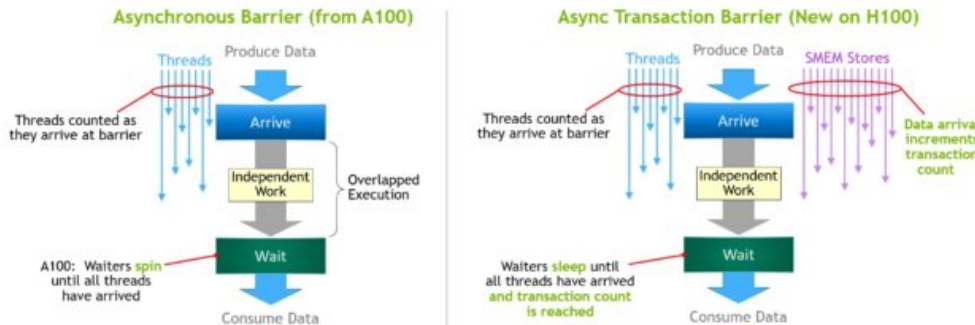 Asynchronous Barrier (from A100)
Produce Data
Threads
Threads counted as
they arrive at barrier
Arrive
Independent
Work
Overlapped
Execution
Wait
A100: Waiters spin
until all threads
have arrived
Consume Data
Async Transaction Barrier (New on H100)
Produce Data
Threads
SMEM Stores
Threads counted as
they arrive at barrier
Arrive
Data arrival
increments
transaction
count
Independent
Work
Wait
Waiters sleep until
all threads have arrived
and transaction count
is reached
Consume Data